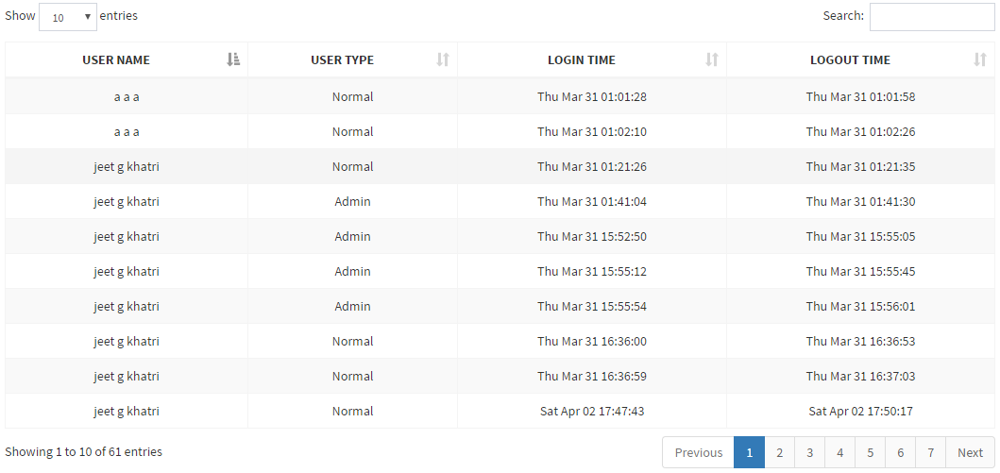 Show 10 entries Search:
USER NAME USER TYPE LOGIN TIME LOGOUT TIME
a a a Normal Thu Mar 31 01:01:28 Thu Mar 31 01:01:58
a a a Normal Thu Mar 31 01:02:10 Thu Mar 31 01:02:26
jeet g khatri Normal Thu Mar 31 01:21:26 Thu Mar 31 01:21:35
jeet g khatri Admin Thu Mar 31 01:41:04 Thu Mar 31 01:41:30
jeet g khatri Admin Thu Mar 31 15:52:50 Thu Mar 31 15:55:05
jeet g khatri Admin Thu Mar 31 15:55:12 Thu Mar 31 15:55:45
jeet g khatri Admin Thu Mar 31 15:55:54 Thu Mar 31 15:56:01
jeet g khatri Normal Thu Mar 31 16:36:00 Thu Mar 31 16:36:53
jeet g khatri Normal Thu Mar 31 16:36:59 Thu Mar 31 16:37:03
jeet g khatri Normal Sat Apr 02 17:47:43 Sat Apr 02 17:50:17
Showing 1 to 10 of 61 entries Previous 1 2 3 4 5 6 7 Next